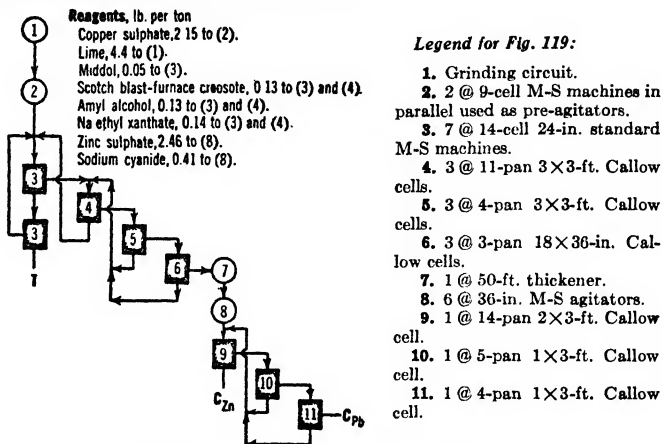 Reagents, lb. per ton
Copper sulphate, 2 15 to (2).
Lime, 4.4 to (1).
Middol, 0.05 to (3).
Scotch blast-furnace creosote, 0 13 to (3) and (4).
Amyl alcohol, 0.13 to (3) and (4).
Na ethyl xanthate, 0.14 to (3) and (4).
Zinc sulphate, 2.46 to (8).
Sodium cyanide, 0.41 to (8).
1
2
3
3
T
4
5
6
7
8
9
C Zn
10
11
C Pb
Legend for Fig. 119:
1. Grinding circuit.
2. 2 @ 9-cell M-S machines in
parallel used as pre-agitators.
3. 7 @ 14-cell 24-in. standard
M-S machines.
4. 3 @ 11-pan 3×3-ft. Callow
cells.
5. 3 @ 4-pan 3×3-ft. Callow
cells.
6. 3 @ 3-pan 18×36-in. Cal-
low cells.
7. 1 @ 50-ft. thickener.
8. 6 @ 36-in. M-S agitators.
9. 1 @ 14-pan 2×3-ft. Callow
cell.
10. 1 @ 5-pan 1×3-ft. Callow
cell.
11. 1 @ 4-pan 1×3-ft. Callow
cell.